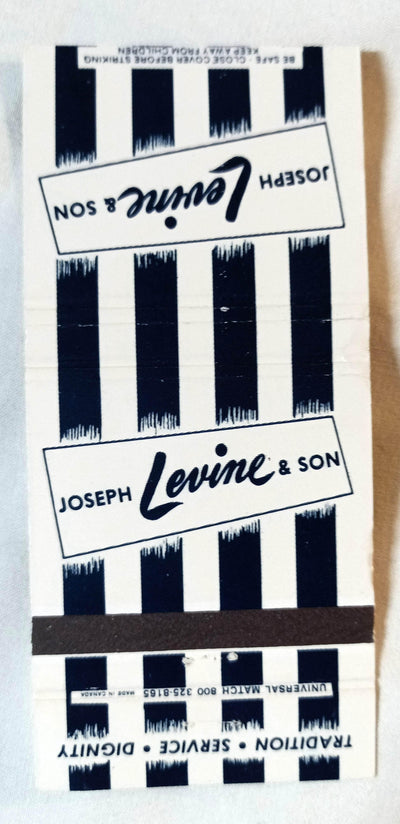 BE SAFE - CLOSE COVER BEFORE STRIKING
KEEP AWAY FROM CHILDREN
JOSEPH Levine & SON
JOSEPH Levine & SON
UNIVERSAL MATCH 800 325-8165 MADE IN CANADA
TRADITION • SERVICE • DIGNITY